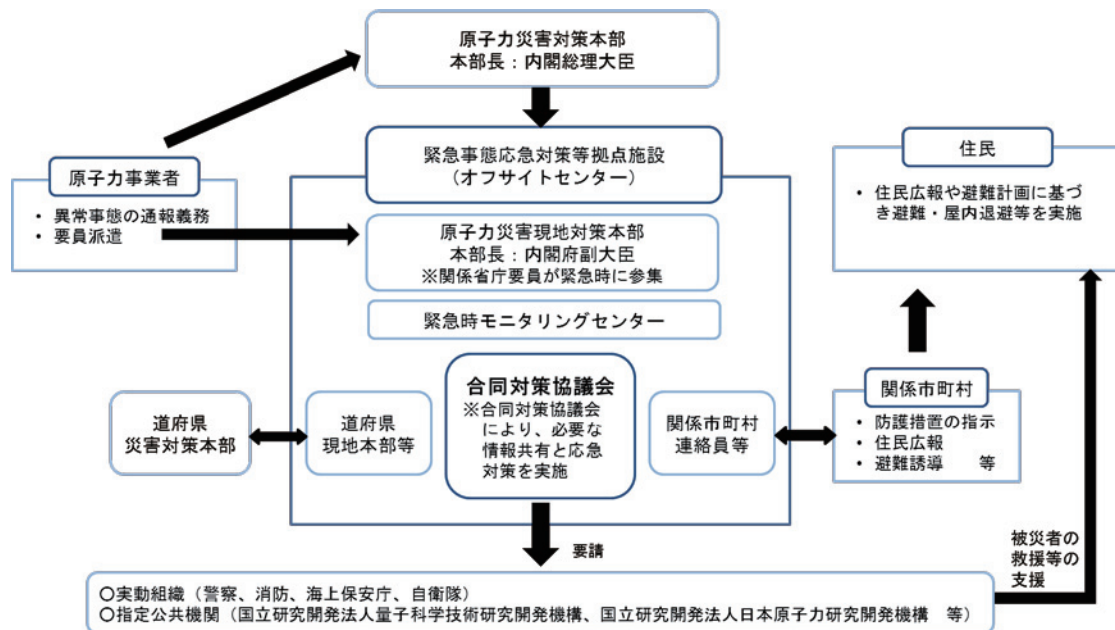 原子力災害対策本部
本部長:内閣総理大臣
緊急事態応急対策等拠点施設
(オフサイトセンター)
原子力事業者
• 異常事態の通報義務
• 要員派遣
原子力災害現地対策本部
本部長:内閣府副大臣
※関係省庁要員が緊急時に参集
緊急時モニタリングセンター
住民
• 住民広報や避難計画に基づ
き避難・屋内退避等を実施
道府県
災害対策本部
道府県
現地本部等
合同対策協議会
※合同対策協議会
により、必要な
情報共有と応急
対策を実施
関係市町村
連絡員等
関係市町村
• 防護措置の指示
• 住民広報
• 避難誘導 等
要請
被災者の
救援等の
支援
○実動組織(警察、消防、海上保安庁、自衛隊)
○指定公共機関(国立研究開発法人量子科学技術研究開発機構、国立研究開発法人日本原子力研究開発機構 等)